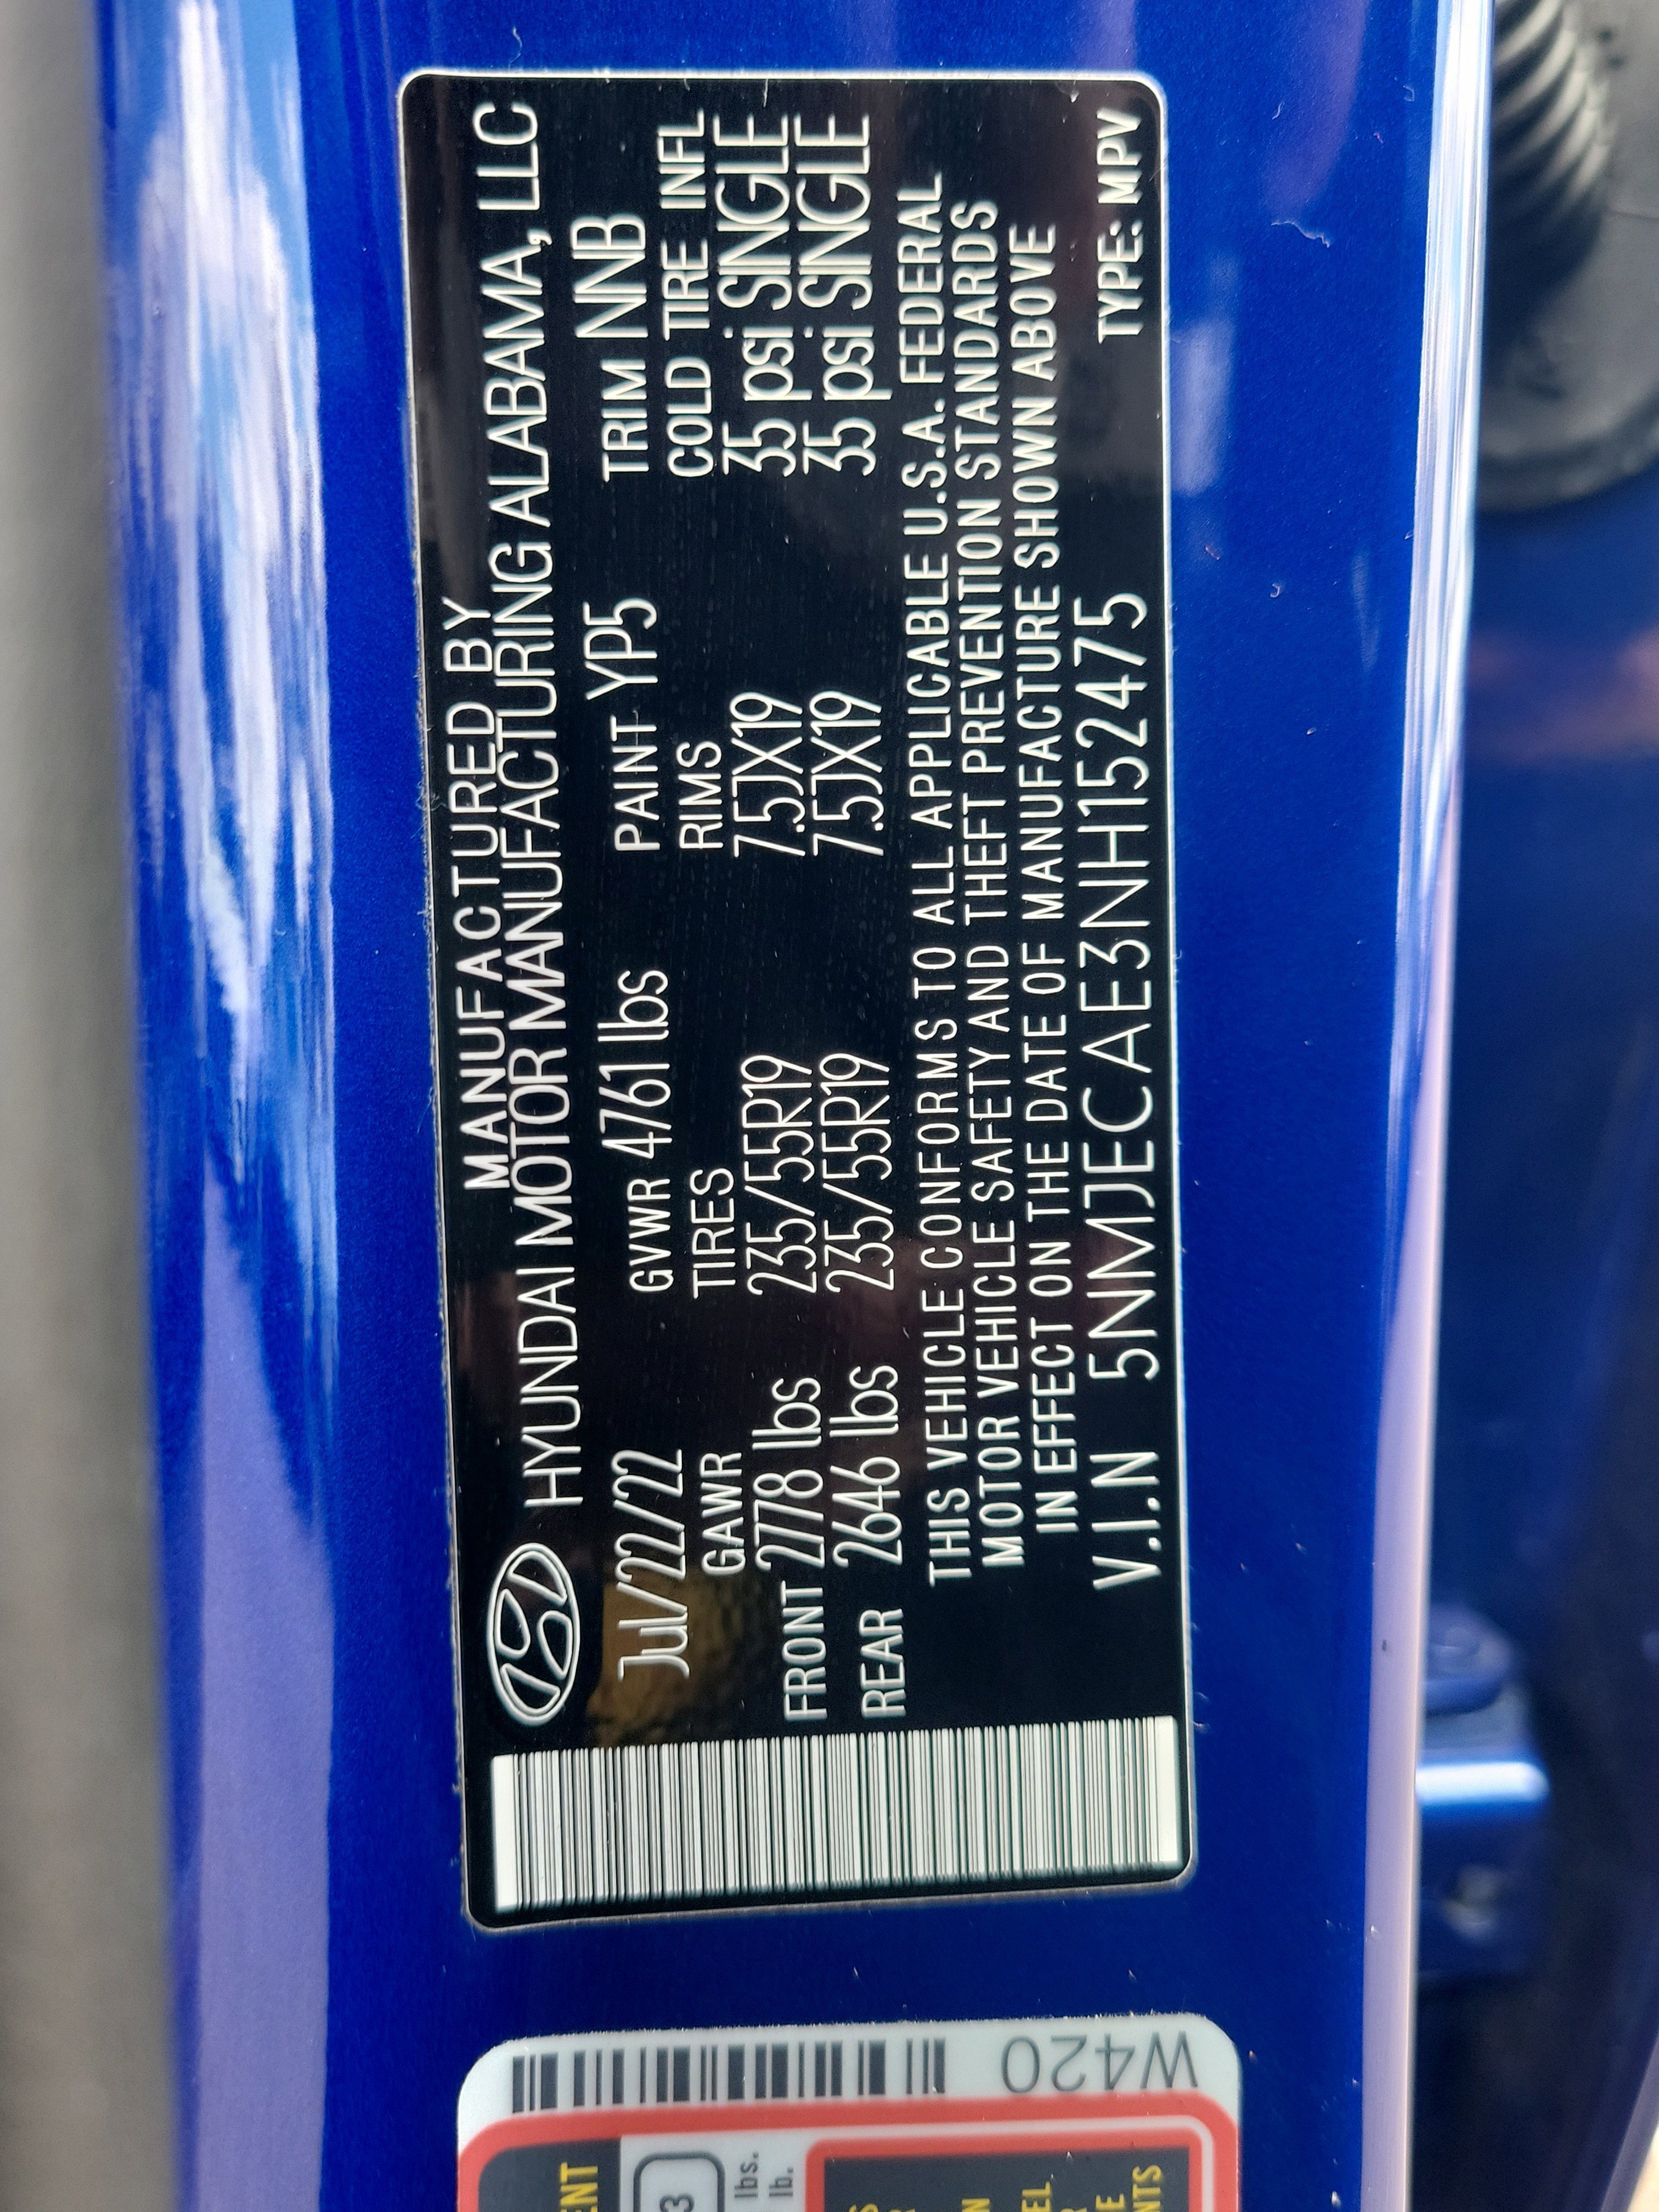 MANUFACTURED BY
HYUNDAI MOTOR MANUFACTURING ALABAMA, LLC
Jul/22/22 GVWR 4761 lbs PAINT YP5 TRIM NNB
GAWR TIRES RIMS COLD TIRE INFL
FRONT 2778 lbs 235/55R19 7.5JX19 35 psi SINGLE
REAR 2646 lbs 235/55R19 7.5JX19 35 psi SINGLE
THIS VEHICLE CONFORMS TO ALL APPLICABLE U.S.A. FEDERAL
MOTOR VEHICLE SAFETY AND THEFT PREVENTION STANDARDS
IN EFFECT ON THE DATE OF MANUFACTURE SHOWN ABOVE
V.I.N 5NMJECAE3NH152475 TYPE: MPV
W420
lbs.
lb.